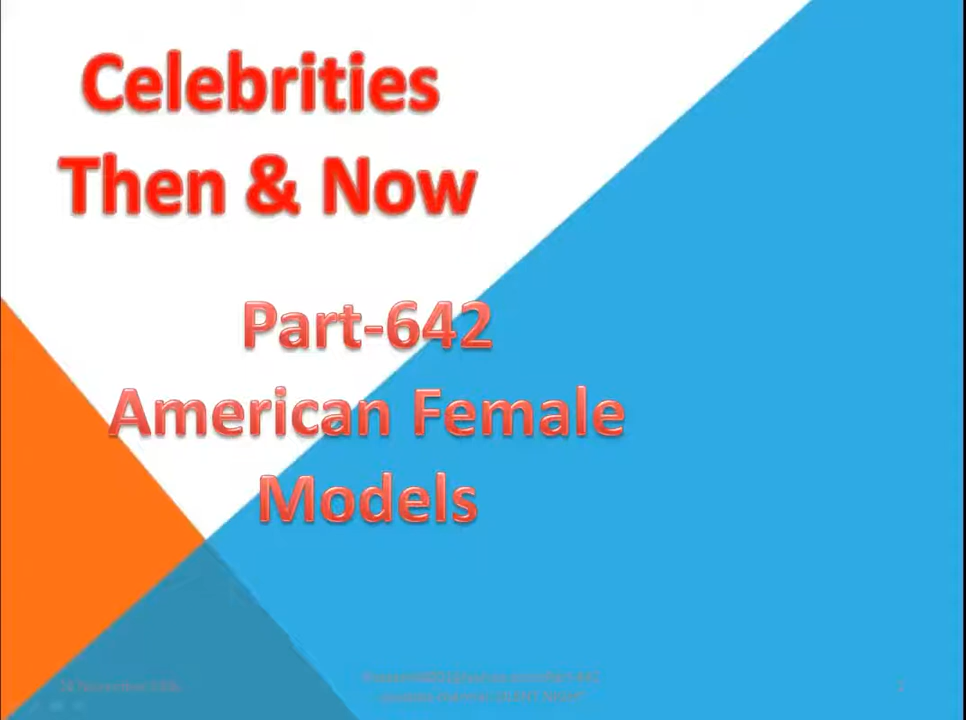 Celebrities
Then & Now
Part-642
American Female
Models